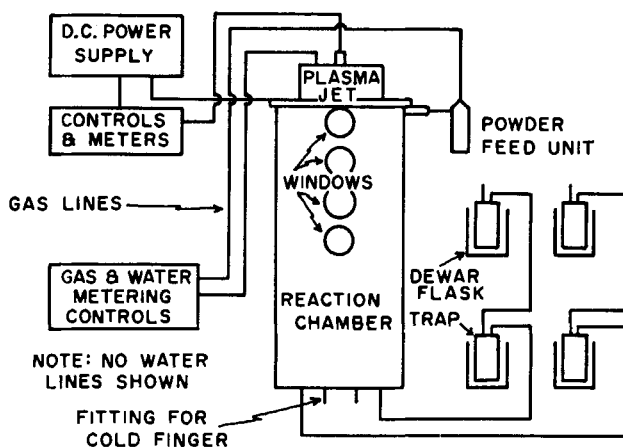 D.C. POWER
SUPPLY
CONTROLS
& METERS
GAS LINES
GAS & WATER
METERING
CONTROLS
NOTE: NO WATER
LINES SHOWN
FITTING FOR
COLD FINGER
PLASMA
JET
WINDOWS
REACTION
CHAMBER
POWDER
FEED UNIT
DEWAR
FLASK
TRAP